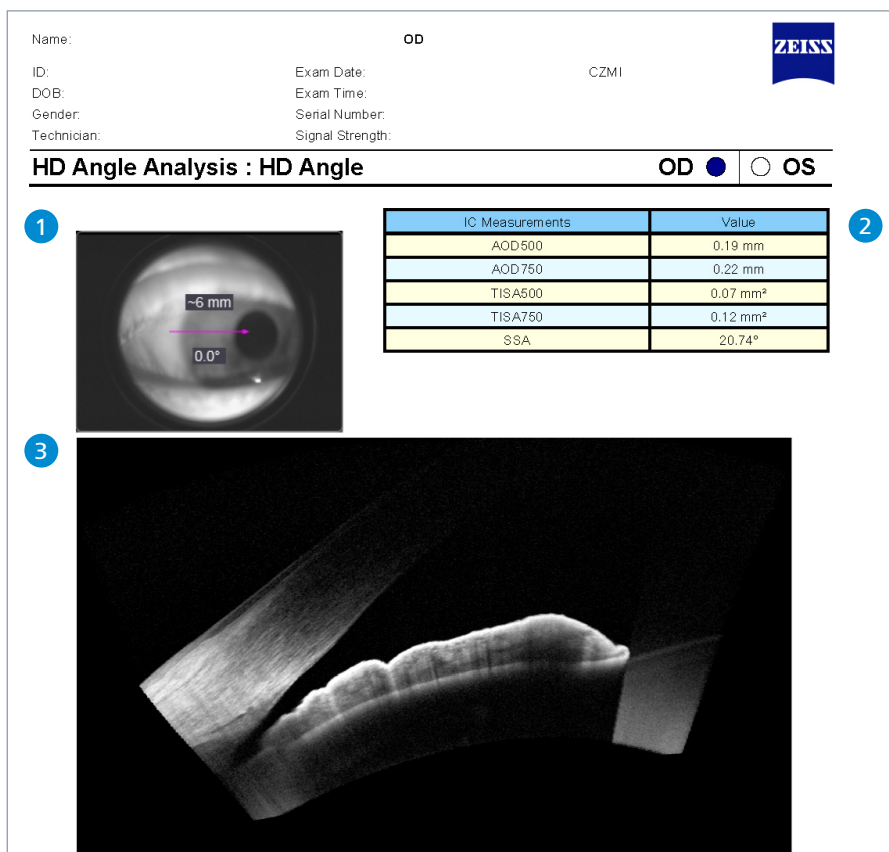 Name: OD
ZEISS
ID: Exam Date: CZMI
DOB: Exam Time:
Gender: Serial Number:
Technician: Signal Strength:
HD Angle Analysis : HD Angle OD OS
1
2
IC Measurements Value
AOD500 0.19 mm
AOD750 0.22 mm
TISA500 0.07 mm²
TISA750 0.12 mm²
SSA 20.74°
~6 mm
0.0°
3